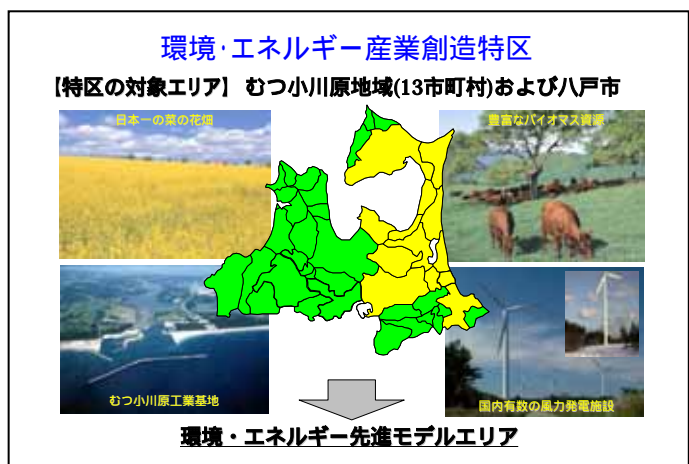 環境・エネルギー産業創造特区
【特区の対象エリア】 むつ小川原地域(13市町村)および八戸市
日本一の菜の花畑
豊富なバイオマス資源
むつ小川原工業基地
国内有数の風力発電施設
環境・エネルギー先進モデルエリア